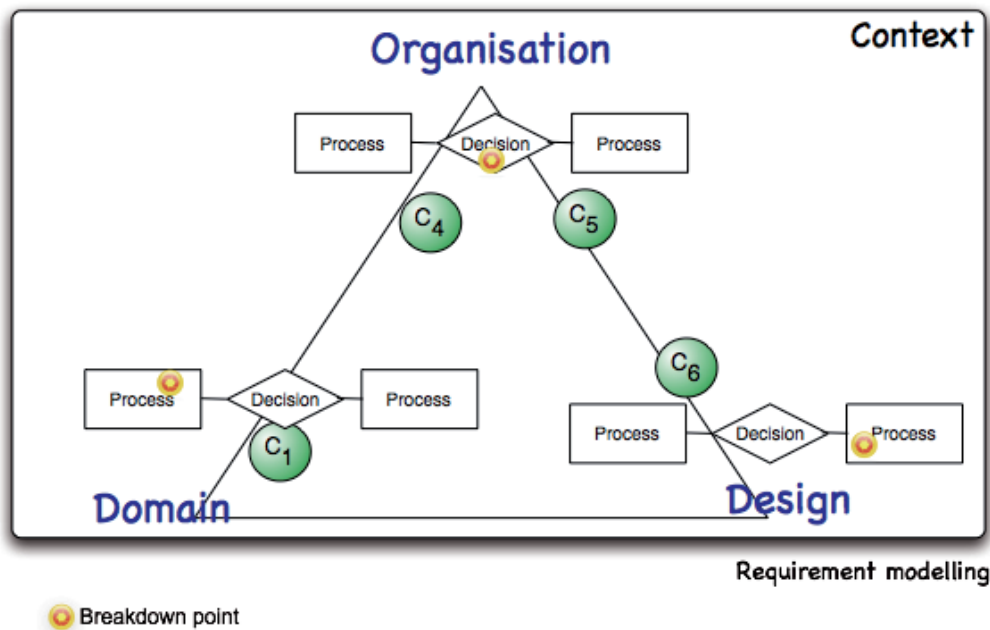 Context
Organisation
Process
Decision
Process
C4
C5
C6
Process
Decision
Process
Process
Decision
Process
C1
Domain
Design
Requirement modelling
Breakdown point